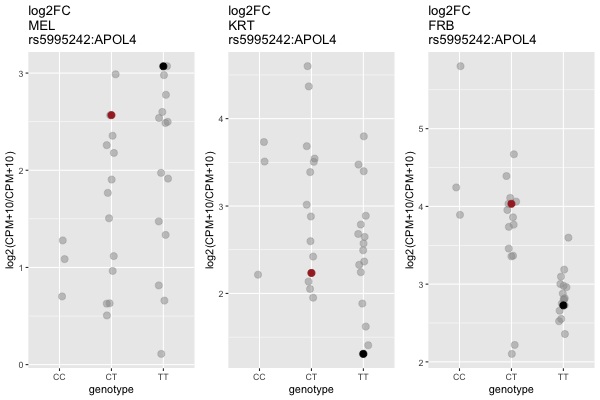 log2FC
MEL
rs5995242:APOL4
log2(CPM+10/CPM+10)
3
2
1
0
CC CT TT
genotype
log2FC
KRT
rs5995242:APOL4
log2(CPM+10/CPM+10)
4
3
2
CC CT TT
genotype
log2FC
FRB
rs5995242:APOL4
log2(CPM+10/CPM+10)
5
4
3
2
CC CT TT
genotype